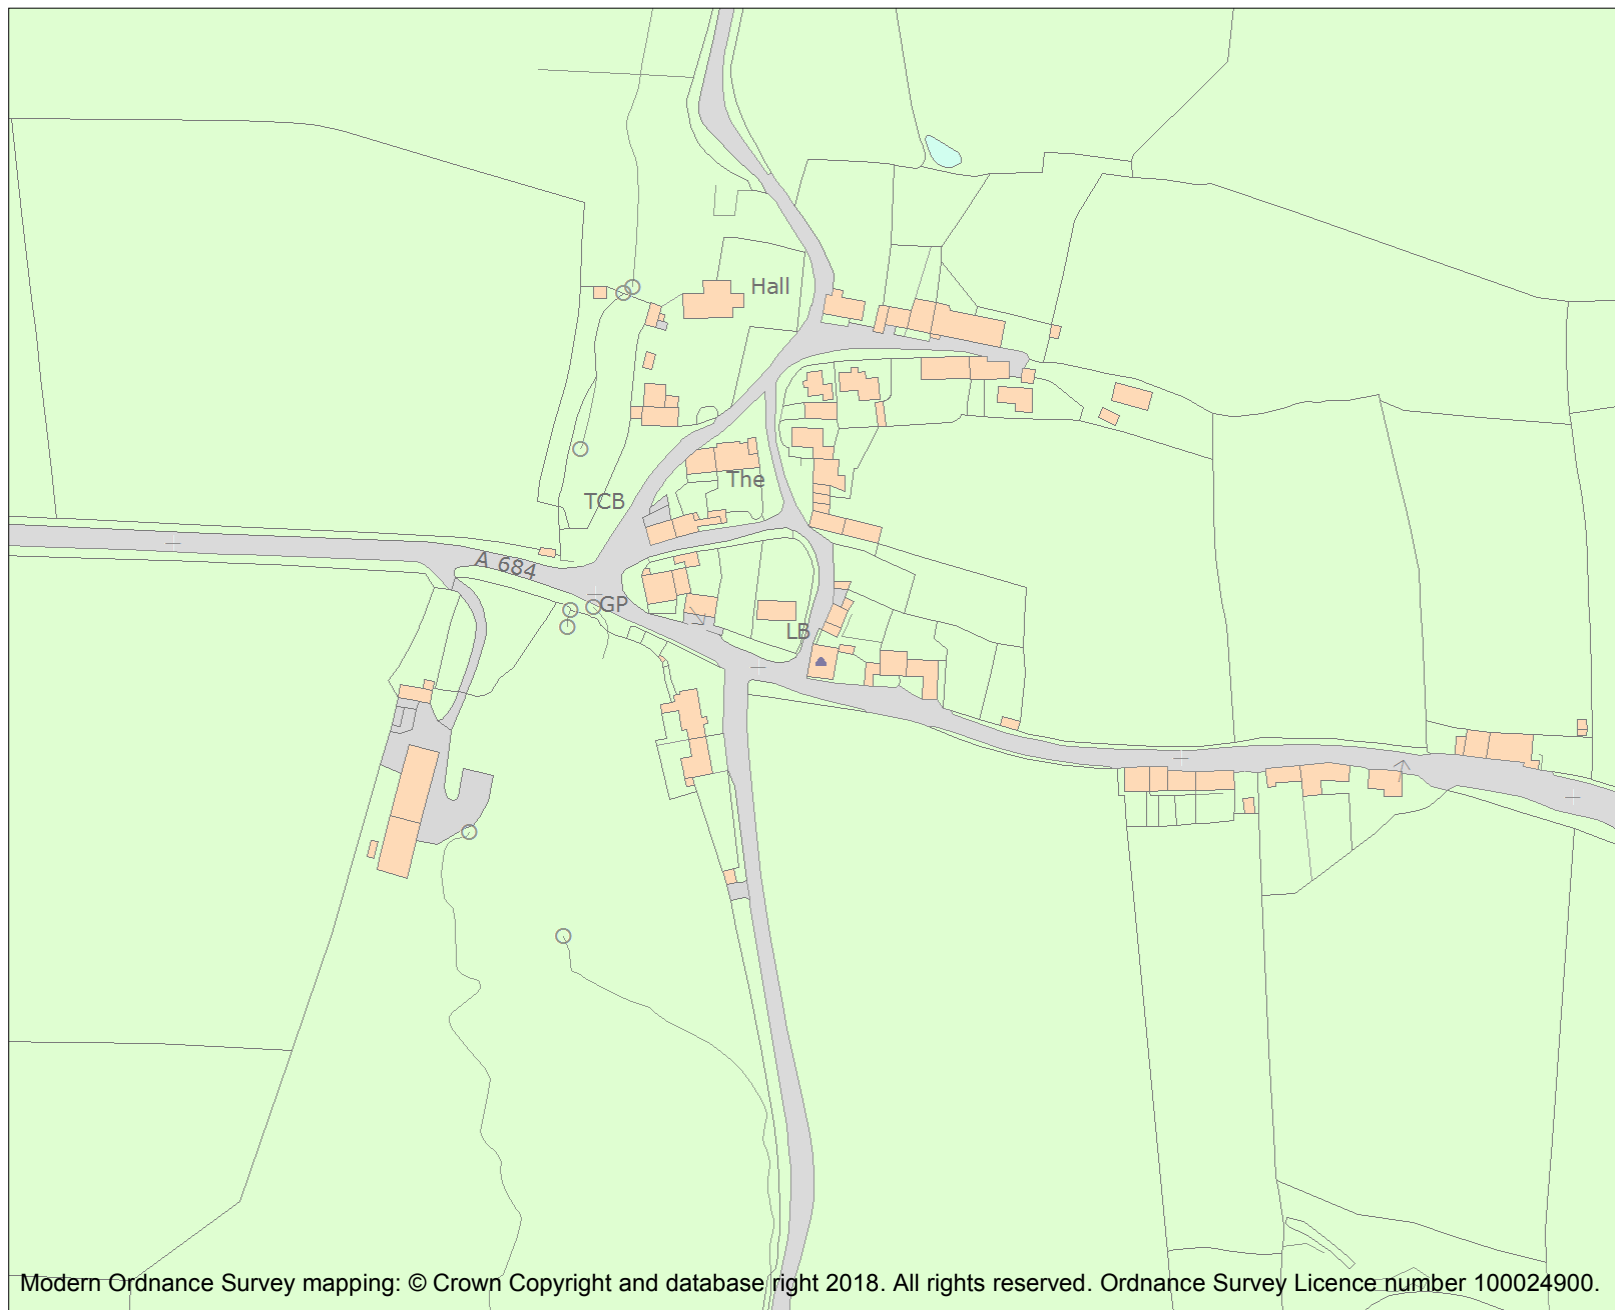 Hall
The
TCB
A 684
GP
LB
Modern Ordnance Survey mapping: © Crown Copyright and database right 2018. All rights reserved. Ordnance Survey Licence number 100024900.